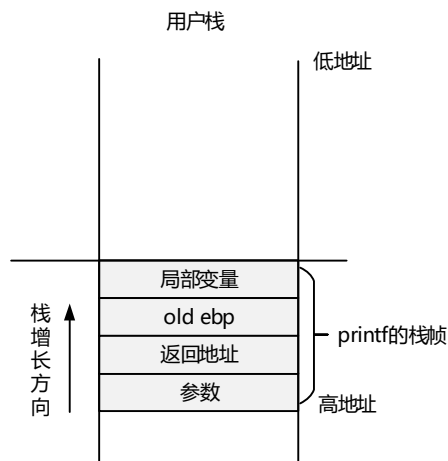 用户栈
低地址
局部变量
old ebp
返回地址
参数
栈增长方向
printf的栈帧
高地址